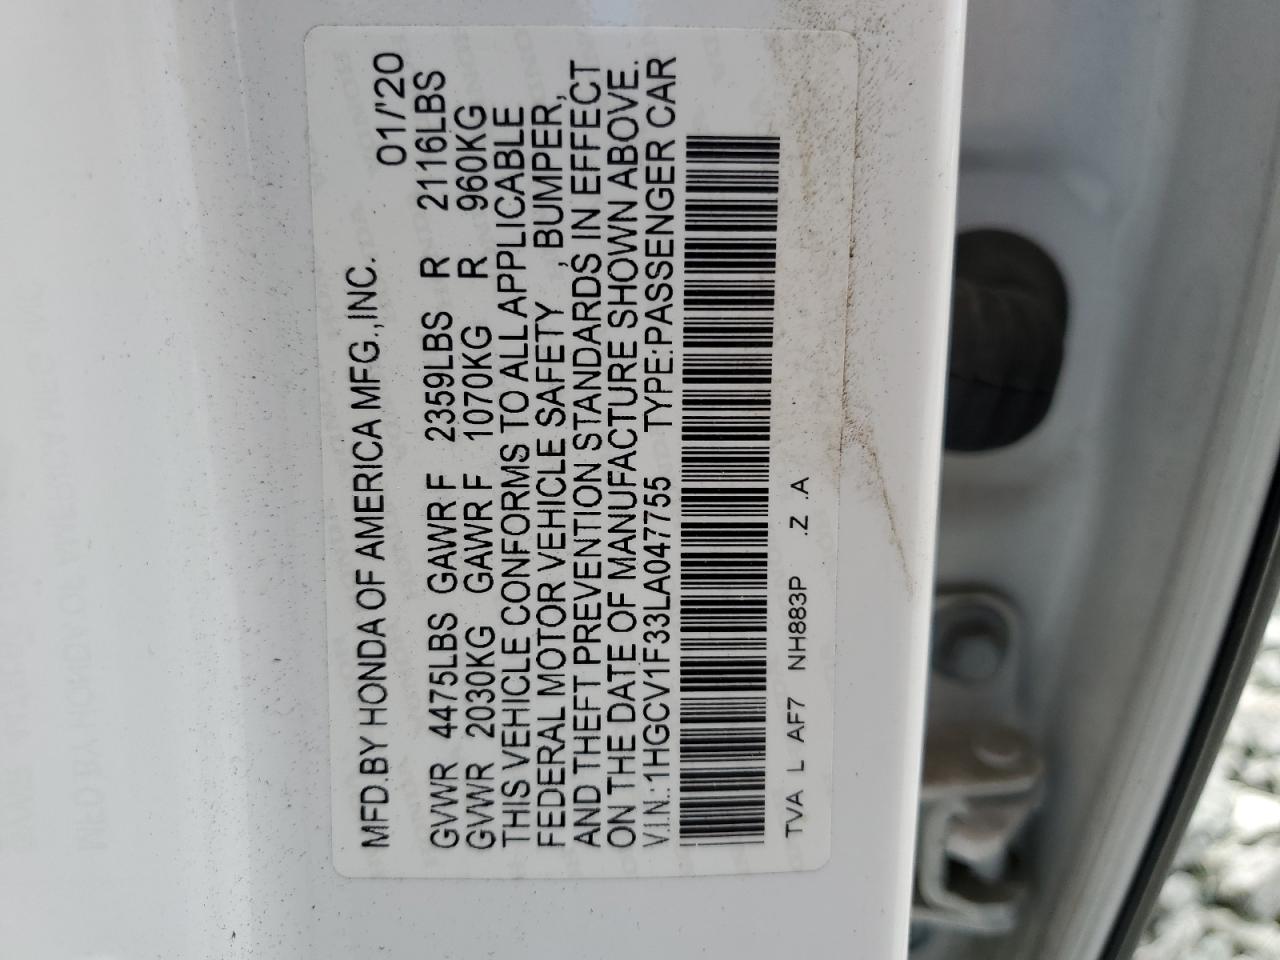 MFD.BY HONDA OF AMERICA MFG.,INC. 01/'20
GVWR 4475LBS GAWR F 2359LBS R 2116LBS
GVWR 2030KG GAWR F 1070KG R 960KG
THIS VEHICLE CONFORMS TO ALL APPLICABLE
FEDERAL MOTOR VEHICLE SAFETY , BUMPER,
AND THEFT PREVENTION STANDARDS IN EFFECT
ON THE DATE OF MANUFACTURE SHOWN ABOVE.
V.I.N.:1HGCV1F33LA047755 TYPE:PASSENGER CAR
TVA L AF7 NH883P .Z .A